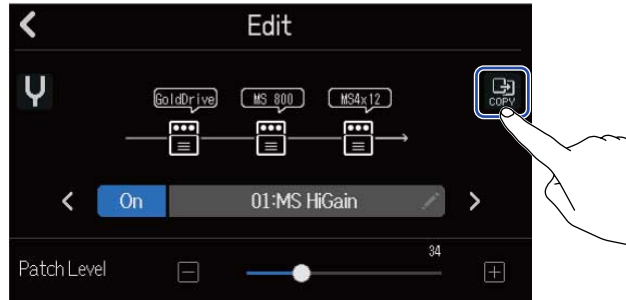 Edit
GoldDrive MS 800 MS4x12
COPY
On 01:MS HiGain
34
Patch Level